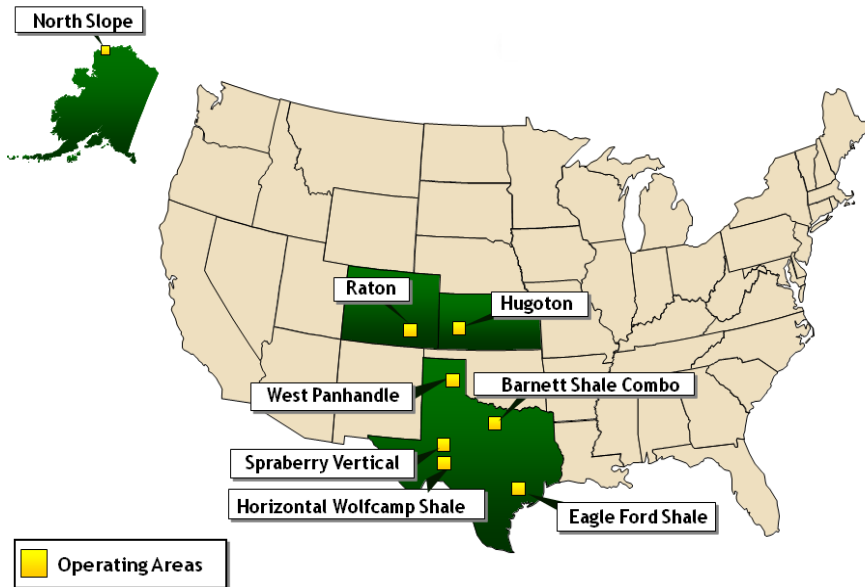 North Slope
Raton
Hugoton
West Panhandle
Barnett Shale Combo
Spraberry Vertical
Horizontal Wolfcamp Shale
Eagle Ford Shale
Operating Areas